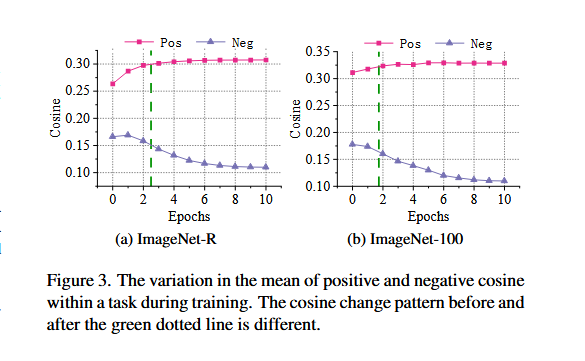 Pos Neg
0.30
0.25
0.20
0.15
0.10
Cosine
0 2 4 6 8 10
Epochs
(a) ImageNet-R
Pos Neg
0.35
0.30
0.25
0.20
0.15
0.10
Cosine
0 2 4 6 8 10
Epochs
(b) ImageNet-100
Figure 3. The variation in the mean of positive and negative cosine
within a task during training. The cosine change pattern before and
after the green dotted line is different.